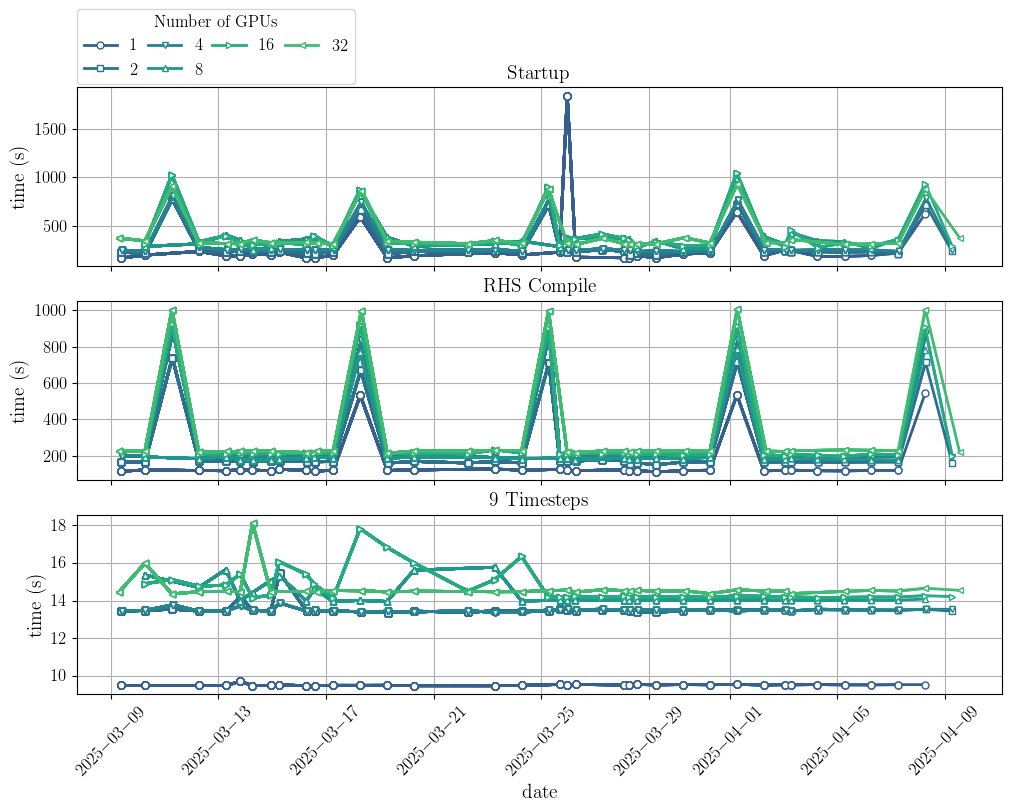 Number of GPUs
1 4 16 32
2 8
Startup
time (s)
1500
1000
500
RHS Compile
time (s)
1000
800
600
400
200
9 Timesteps
time (s)
18
16
14
12
10
2025−03−09 2025−03−13 2025−03−17 2025−03−21 2025−03−25 2025−03−29 2025−04−01 2025−04−05 2025−04−09
date